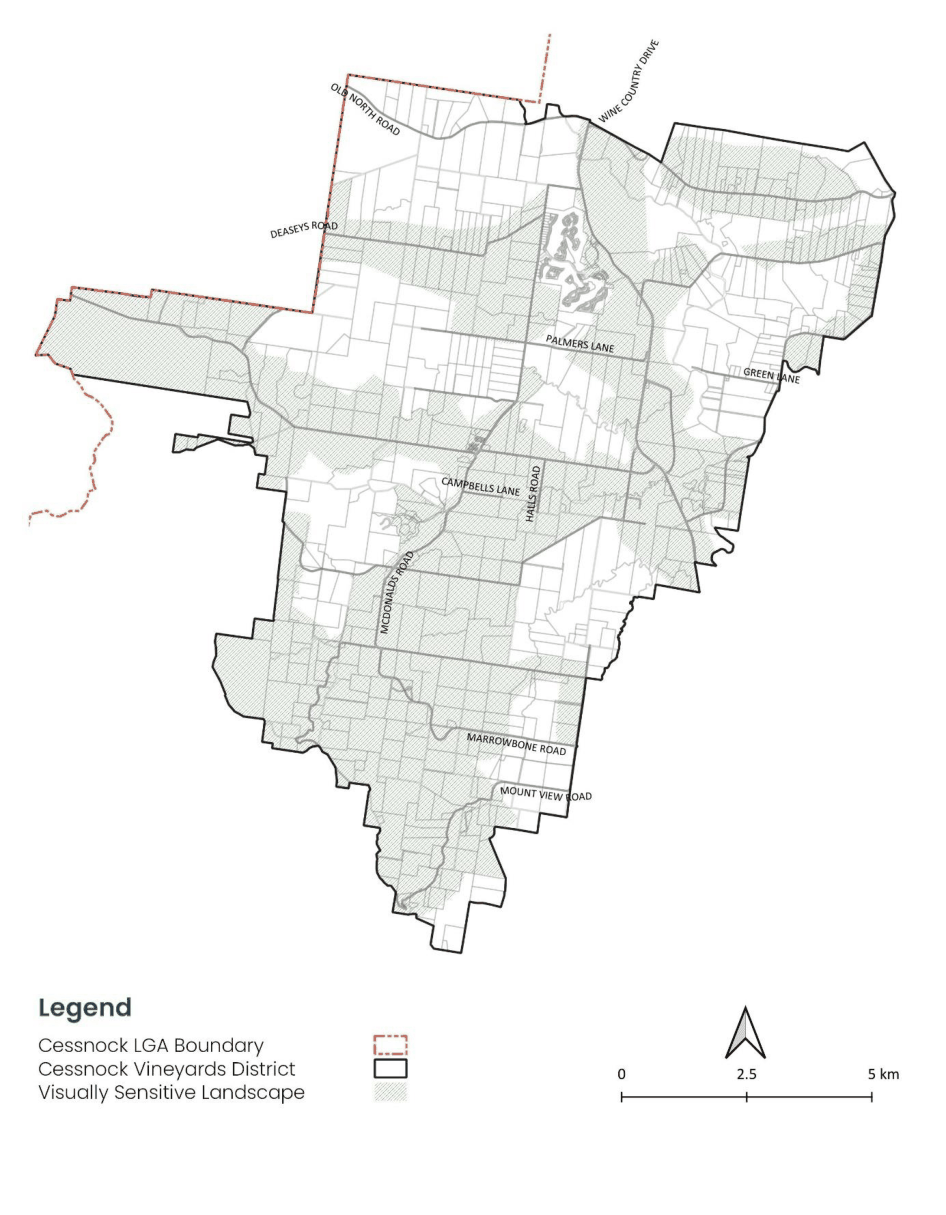 WINE COUNTRY DRIVE
OLD NORTH ROAD
DEASEYS ROAD
PALMERS LANE
GREEN LANE
CAMPBELLS LANE
HALLS ROAD
MCDONALDS ROAD
MARROWBONE ROAD
MOUNT VIEW ROAD
Legend
Cessnock LGA Boundary
Cessnock Vineyards District
Visually Sensitive Landscape
0 2.5 5 km